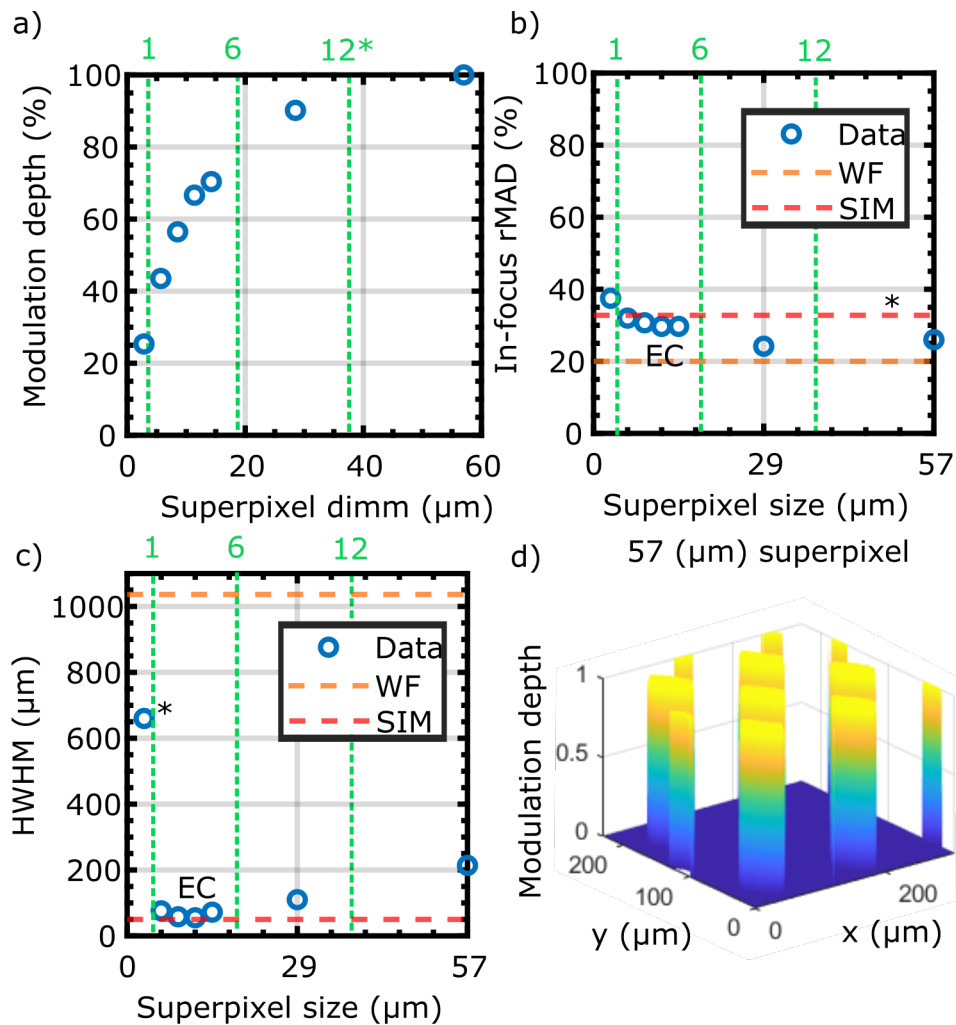 a)
1 6 12*
Modulation depth (%)
100
80
60
40
20
0
0 20 40 60
Superpixel dimm (μm)
b)
1 6 12
In-focus rMAD (%)
100
80
60
40
20
0
Data
WF
SIM
*
EC
0 29 57
Superpixel size (μm)
c)
1 6 12
HWHM (μm)
1000
800
600
400
200
0
Data
WF
SIM
*
EC
0 29 57
Superpixel size (μm)
57 (μm) superpixel
d)
Modulation depth
1
0.5
0
200
100
0
0
200
y (μm)
x (μm)